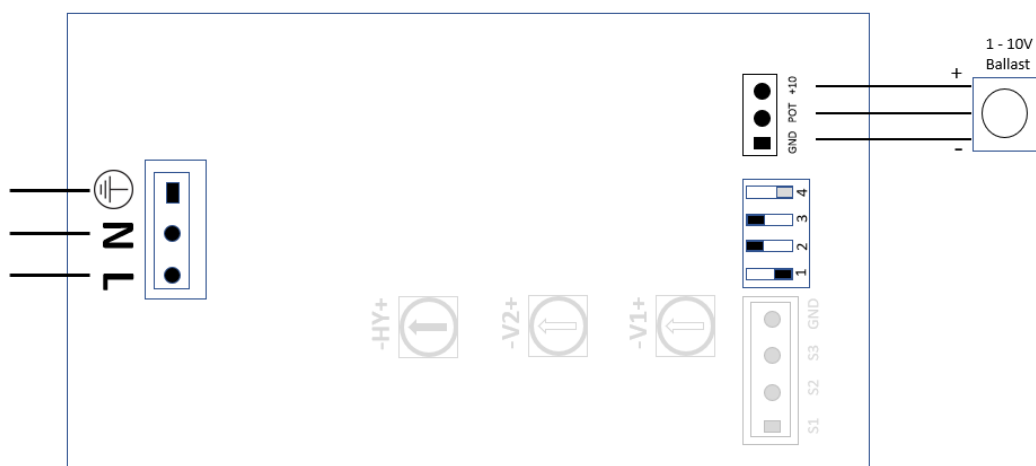 1 - 10V
Ballast
+
+10
POT
GND
-
4
3
2
1
N
L
-HY+
-V2+
-V1+
GND
S3
S2
S1